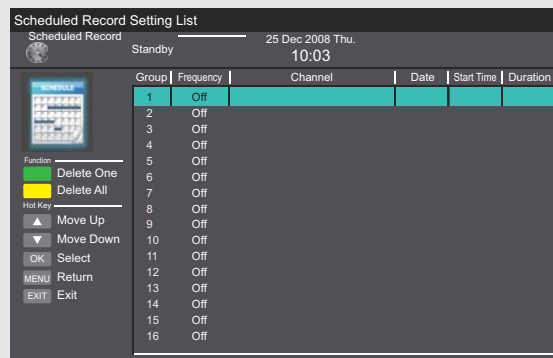 Scheduled Record Setting List
Scheduled Record
Standby
25 Dec 2008 Thu.
10:03
Group Frequency Channel Date Start Time Duration
SCHEDULE
1 Off
2 Off
3 Off
4 Off
5 Off
6 Off
7 Off
8 Off
9 Off
10 Off
11 Off
12 Off
13 Off
14 Off
15 Off
16 Off
Function
Delete One
Delete All
Hot Key
Move Up
Move Down
OK Select
MENU Return
EXIT Exit